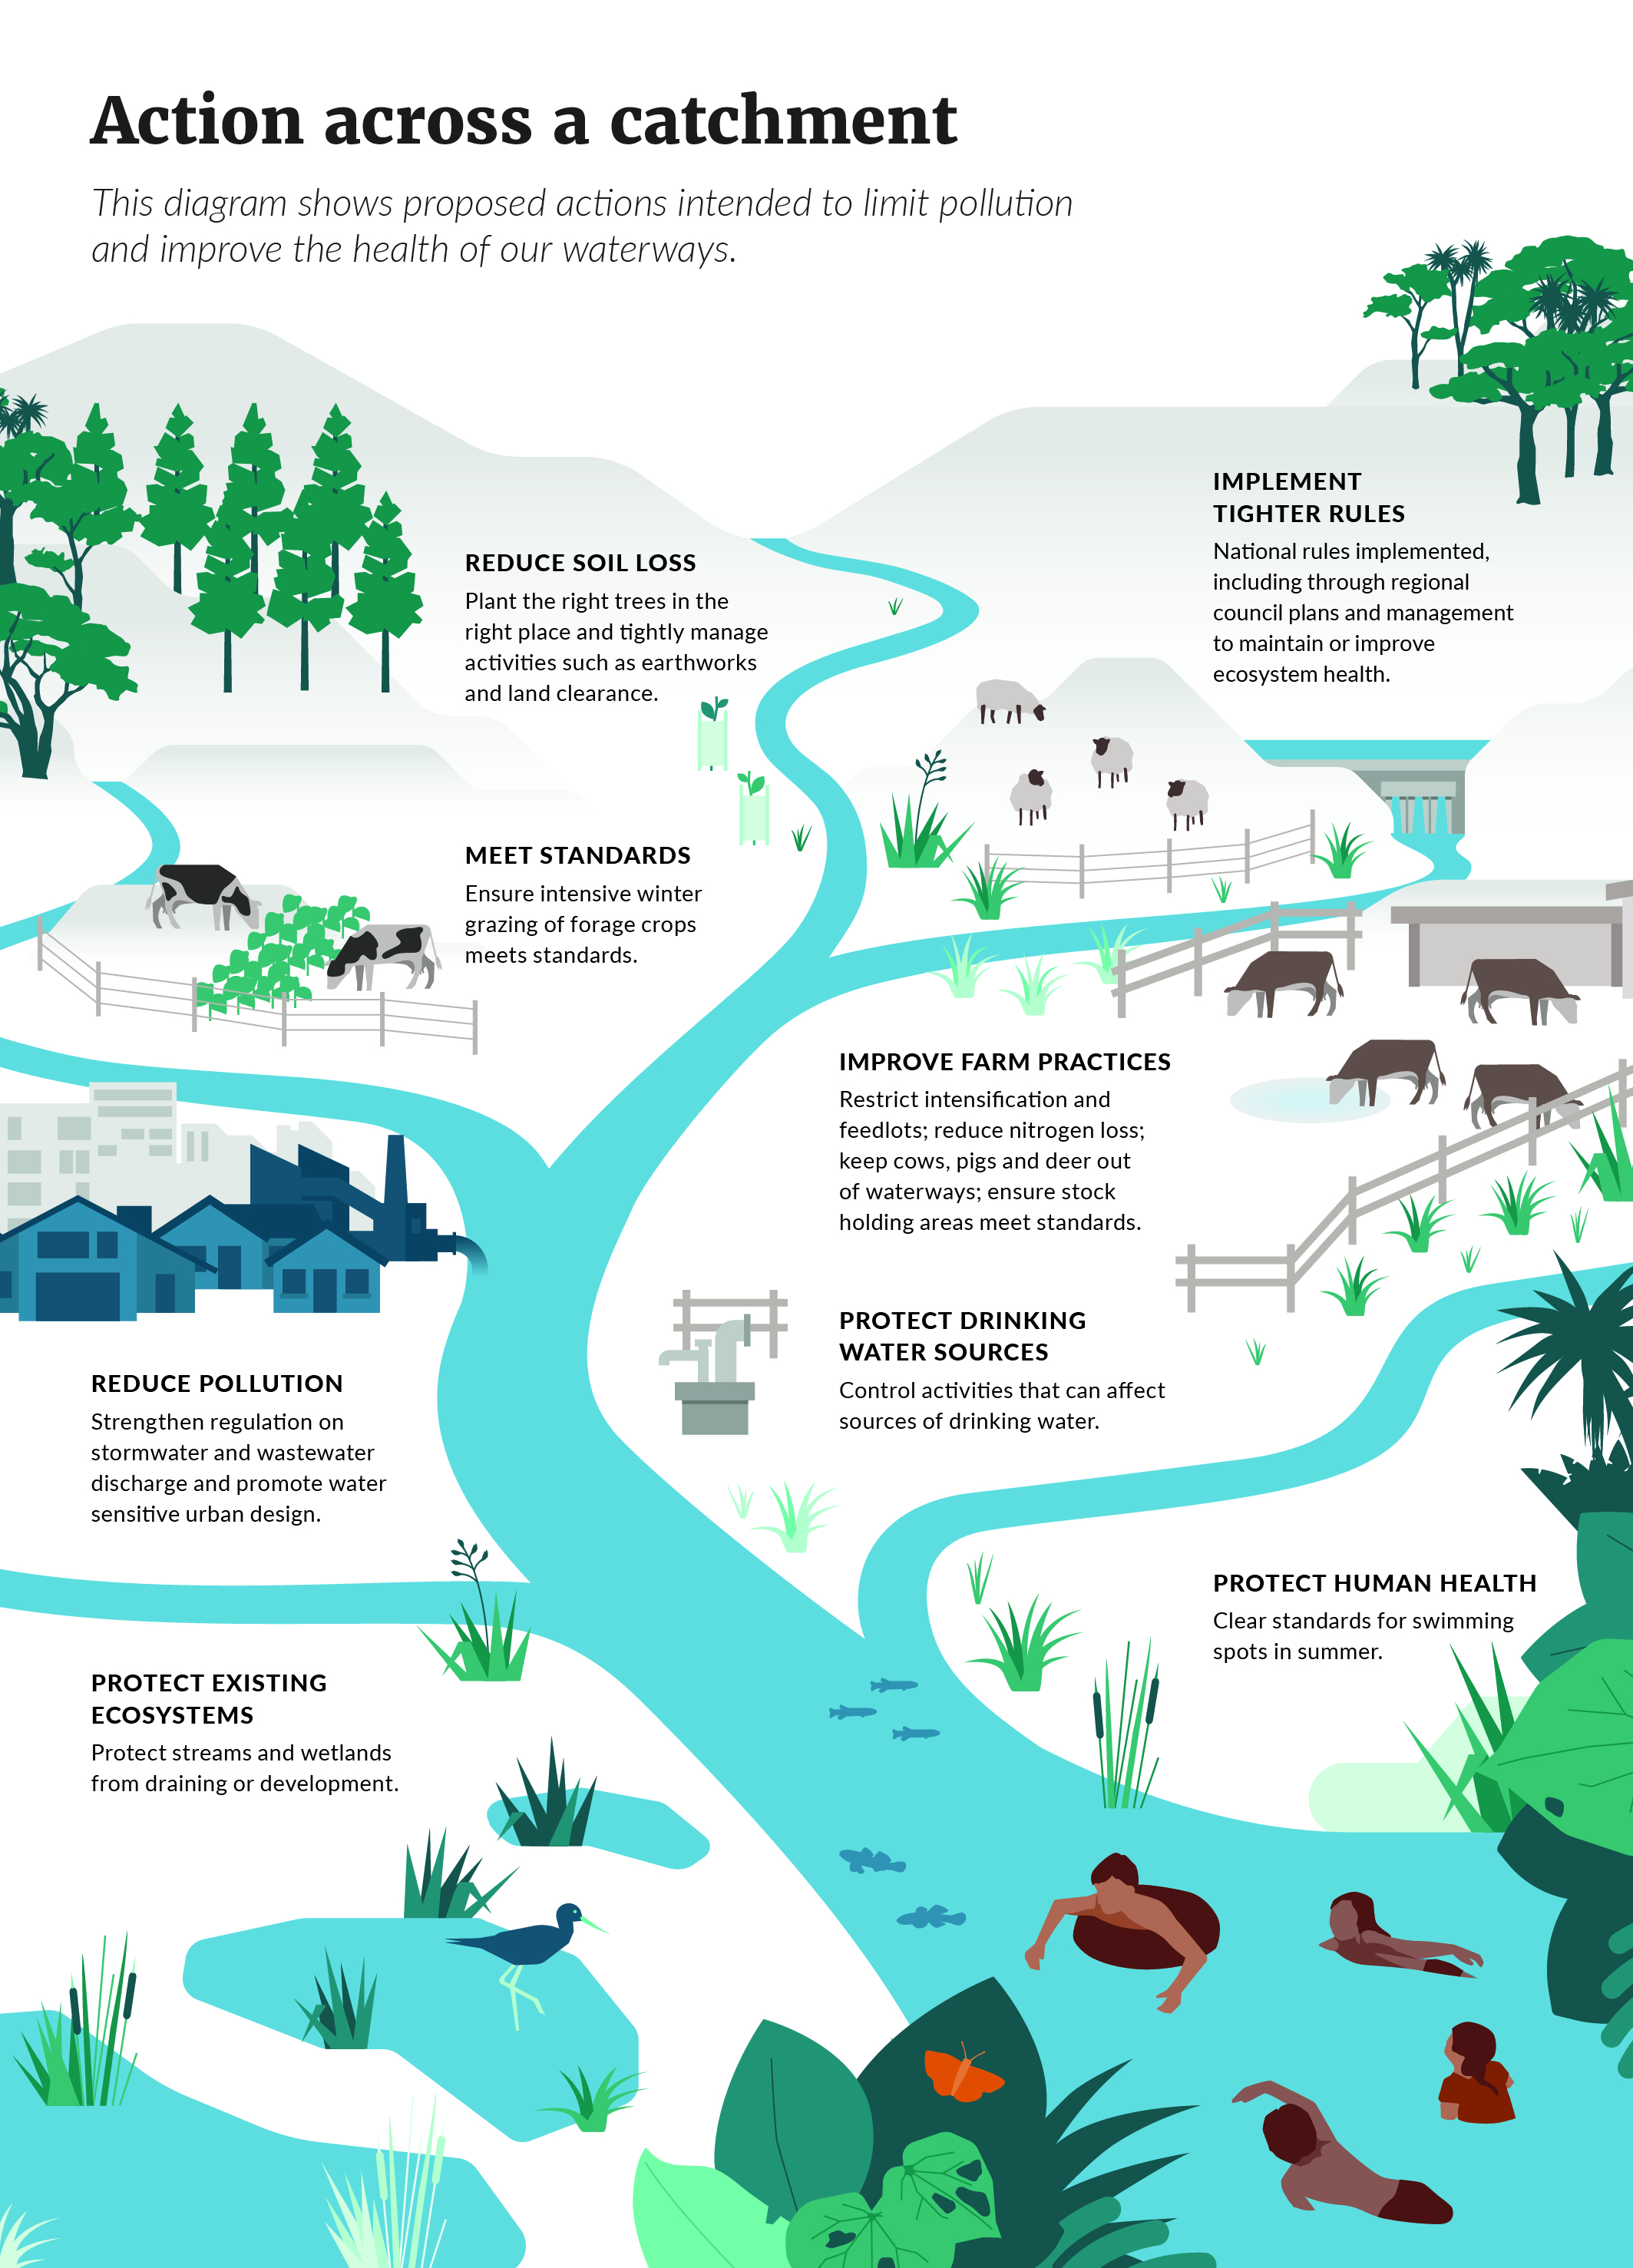 Action across a catchment
This diagram shows proposed actions intended to limit pollution
and improve the health of our waterways.
IMPLEMENT
TIGHTER RULES
National rules implemented,
including through regional
council plans and management
to maintain or improve
ecosystem health.
REDUCE SOIL LOSS
Plant the right trees in the
right place and tightly manage
activities such as earthworks
and land clearance.
MEET STANDARDS
Ensure intensive winter
grazing of forage crops
meets standards.
IMPROVE FARM PRACTICES
Restrict intensification and
feedlots; reduce nitrogen loss;
keep cows, pigs and deer out
of waterways; ensure stock
holding areas meet standards.
PROTECT DRINKING
WATER SOURCES
Control activities that can affect
sources of drinking water.
REDUCE POLLUTION
Strengthen regulation on
stormwater and wastewater
discharge and promote water
sensitive urban design.
PROTECT HUMAN HEALTH
Clear standards for swimming
spots in summer.
PROTECT EXISTING
ECOSYSTEMS
Protect streams and wetlands
from draining or development.